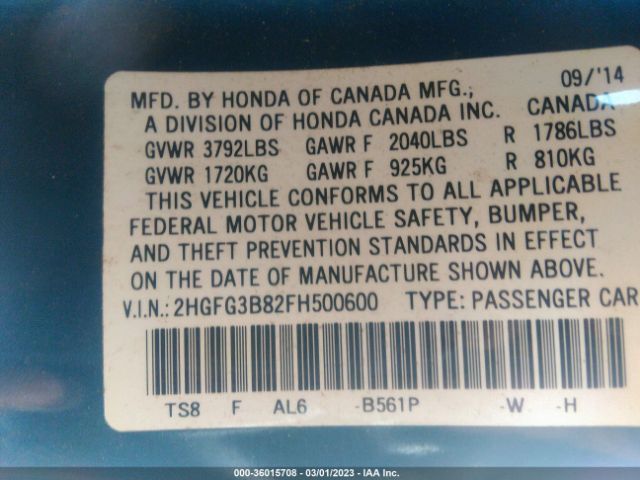 09/'14
MFD. BY HONDA OF CANADA MFG.;
A DIVISION OF HONDA CANADA INC. CANADA
GVWR 3792LBS GAWR F 2040LBS R 1786LBS
GVWR 1720KG GAWR F 925KG R 810KG
THIS VEHICLE CONFORMS TO ALL APPLICABLE
FEDERAL MOTOR VEHICLE SAFETY, BUMPER,
AND THEFT PREVENTION STANDARDS IN EFFECT
ON THE DATE OF MANUFACTURE SHOWN ABOVE.
V.I.N.: 2HGFG3B82FH500600 TYPE: PASSENGER CAR
TS8 F AL6 -B561P -W -H
000-36015708 - 03/01/2023 - IAA Inc.